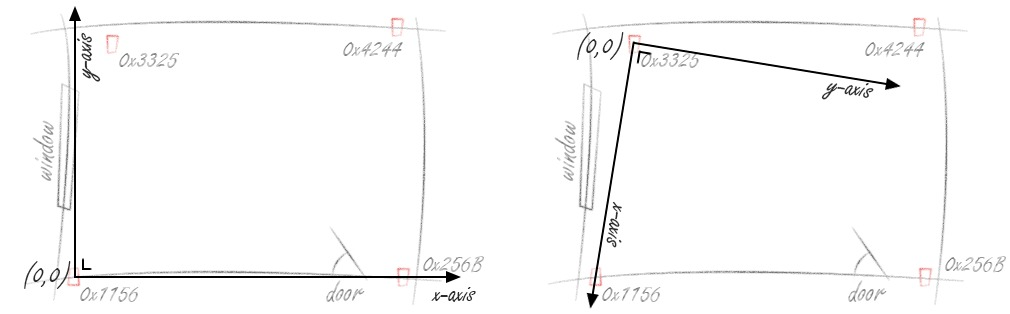 y-axis
0x3325
0x4244
window
(0,0)
0x1156
door
0x256B
x-axis
(0,0)
0x3325
0x4244
y-axis
window
x-axis
0x1156
door
0x256B